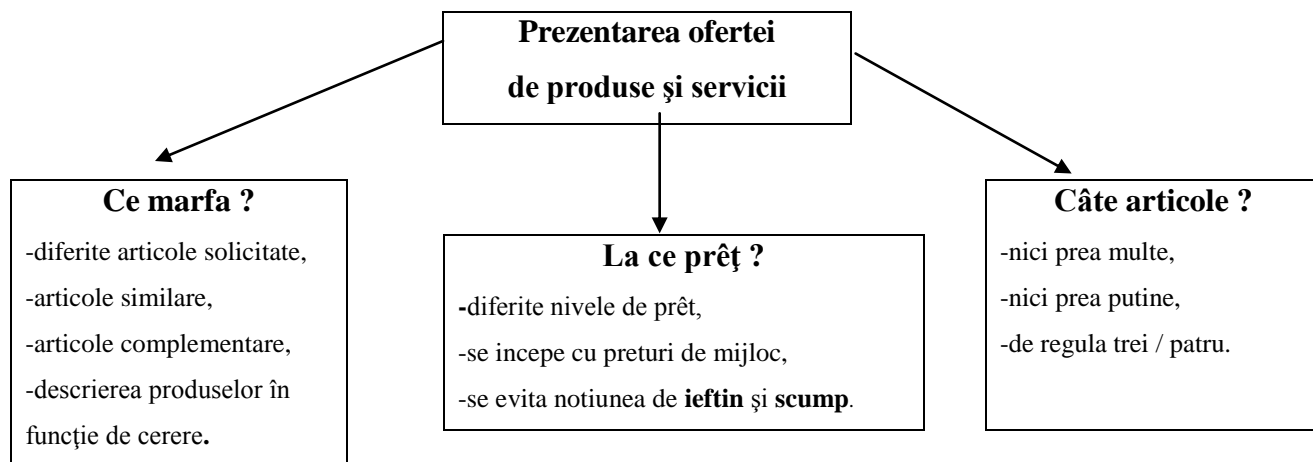 Prezentarea ofertei
de produse şi servicii
Ce marfa ?
-diferite articole solicitate,
-articole similare,
-articole complementare,
-descrierea produselor în
funcţie de cerere.
La ce prêţ ?
-diferite nivele de prêt,
-se incepe cu preturi de mijloc,
-se evita notiunea de ieftin şi scump.
Câte articole ?
-nici prea multe,
-nici prea putine,
-de regula trei / patru.